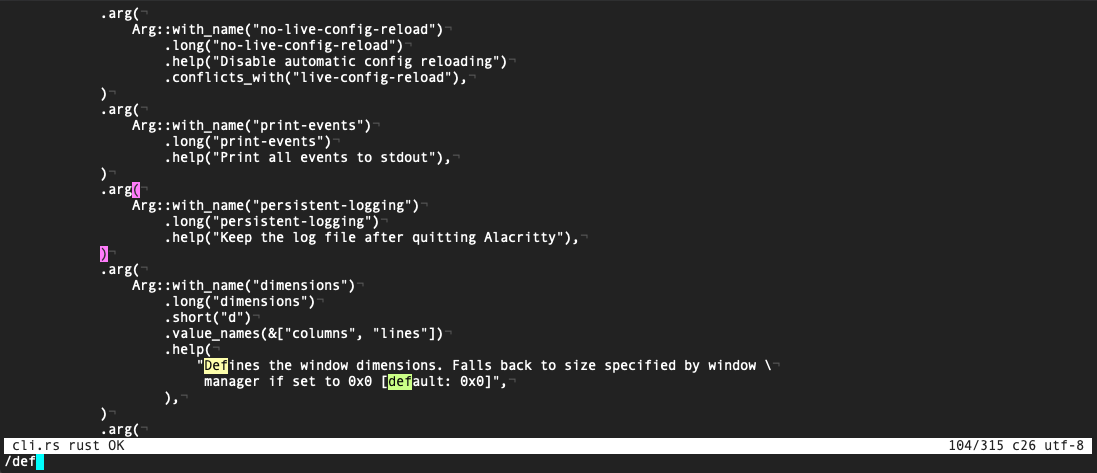 .arg(¬
Arg::with_name("no-live-config-reload")¬
.long("no-live-config-reload")¬
.help("Disable automatic config reloading")¬
.conflicts_with("live-config-reload"),¬
)¬
.arg(¬
Arg::with_name("print-events")¬
.long("print-events")¬
.help("Print all events to stdout"),¬
)¬
.arg(¬
Arg::with_name("persistent-logging")¬
.long("persistent-logging")¬
.help("Keep the log file after quitting Alacritty"),¬
)¬
.arg(¬
Arg::with_name("dimensions")¬
.long("dimensions")¬
.short("d")¬
.value_names(&["columns", "lines"])¬
.help(¬
"Defines the window dimensions. Falls back to size specified by window \¬
manager if set to 0x0 [default: 0x0]",¬
),¬
)¬
.arg(¬
cli.rs rust OK 104/315 c26 utf-8
/def